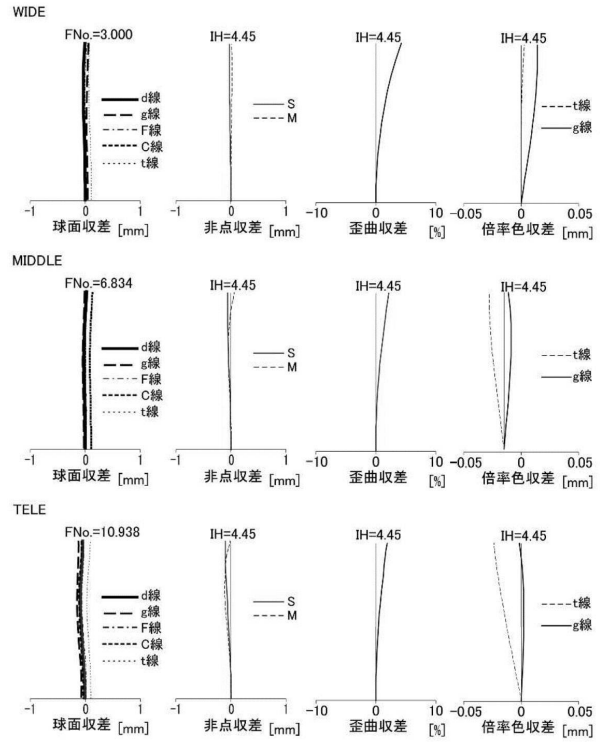 WIDE
FNo.=3.000
d線
g線
F線
C線
t線
-1 0 1
球面収差 [mm]
IH=4.45
S
M
-1 0 1
非点収差 [mm]
IH=4.45
-10 0 10
歪曲収差 [%]
IH=4.45
t線
g線
-0.05 0 0.05
倍率色収差 [mm]
MIDDLE
FNo.=6.834
d線
g線
F線
C線
t線
-1 0 1
球面収差 [mm]
IH=4.45
S
M
-1 0 1
非点収差 [mm]
IH=4.45
-10 0 10
歪曲収差 [%]
IH=4.45
t線
g線
-0.05 0 0.05
倍率色収差 [mm]
TELE
FNo.=10.938
d線
g線
F線
C線
t線
-1 0 1
球面収差 [mm]
IH=4.45
S
M
-1 0 1
非点収差 [mm]
IH=4.45
-10 0 10
歪曲収差 [%]
IH=4.45
t線
g線
-0.05 0 0.05
倍率色収差 [mm]